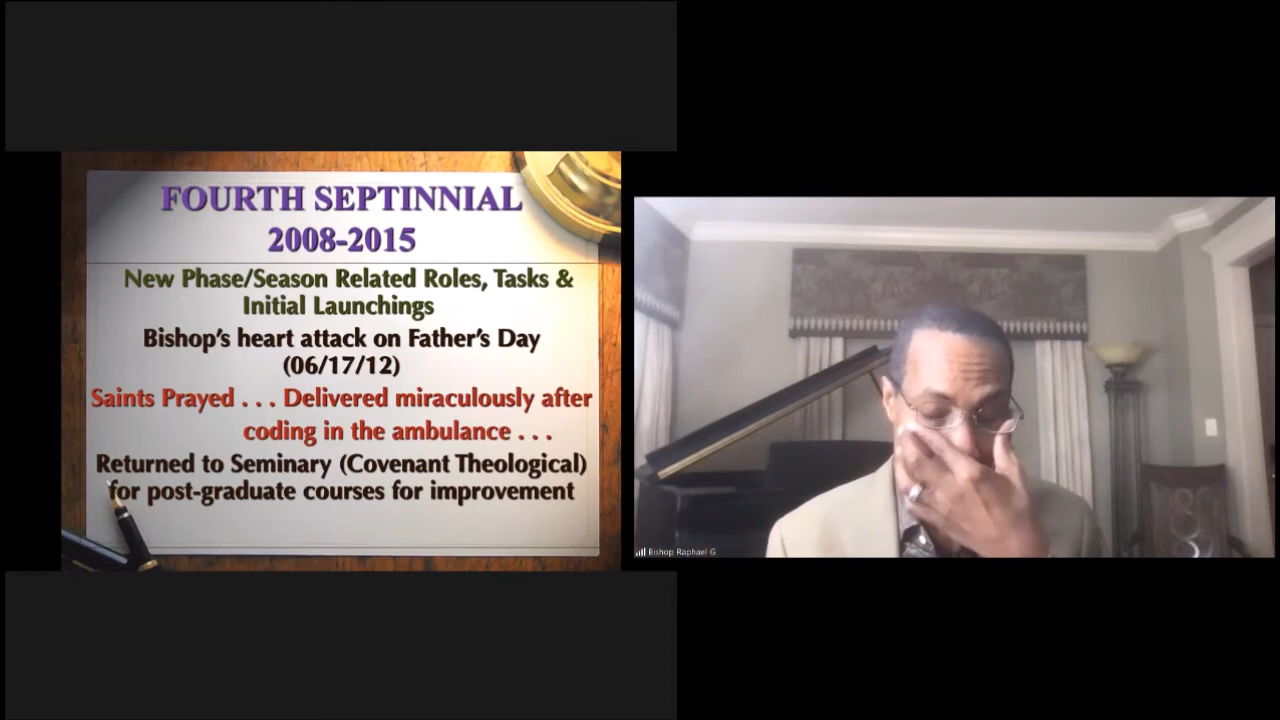 FOURTH SEPTINNIAL
2008-2015
New Phase/Season Related Roles, Tasks &
Initial Launchings
Bishop's heart attack on Father's Day
(06/17/12)
Saints Prayed . . . Delivered miraculously after
coding in the ambulance . . .
Returned to Seminary (Covenant Theological)
for post-graduate courses for improvement
Bishop Raphael G